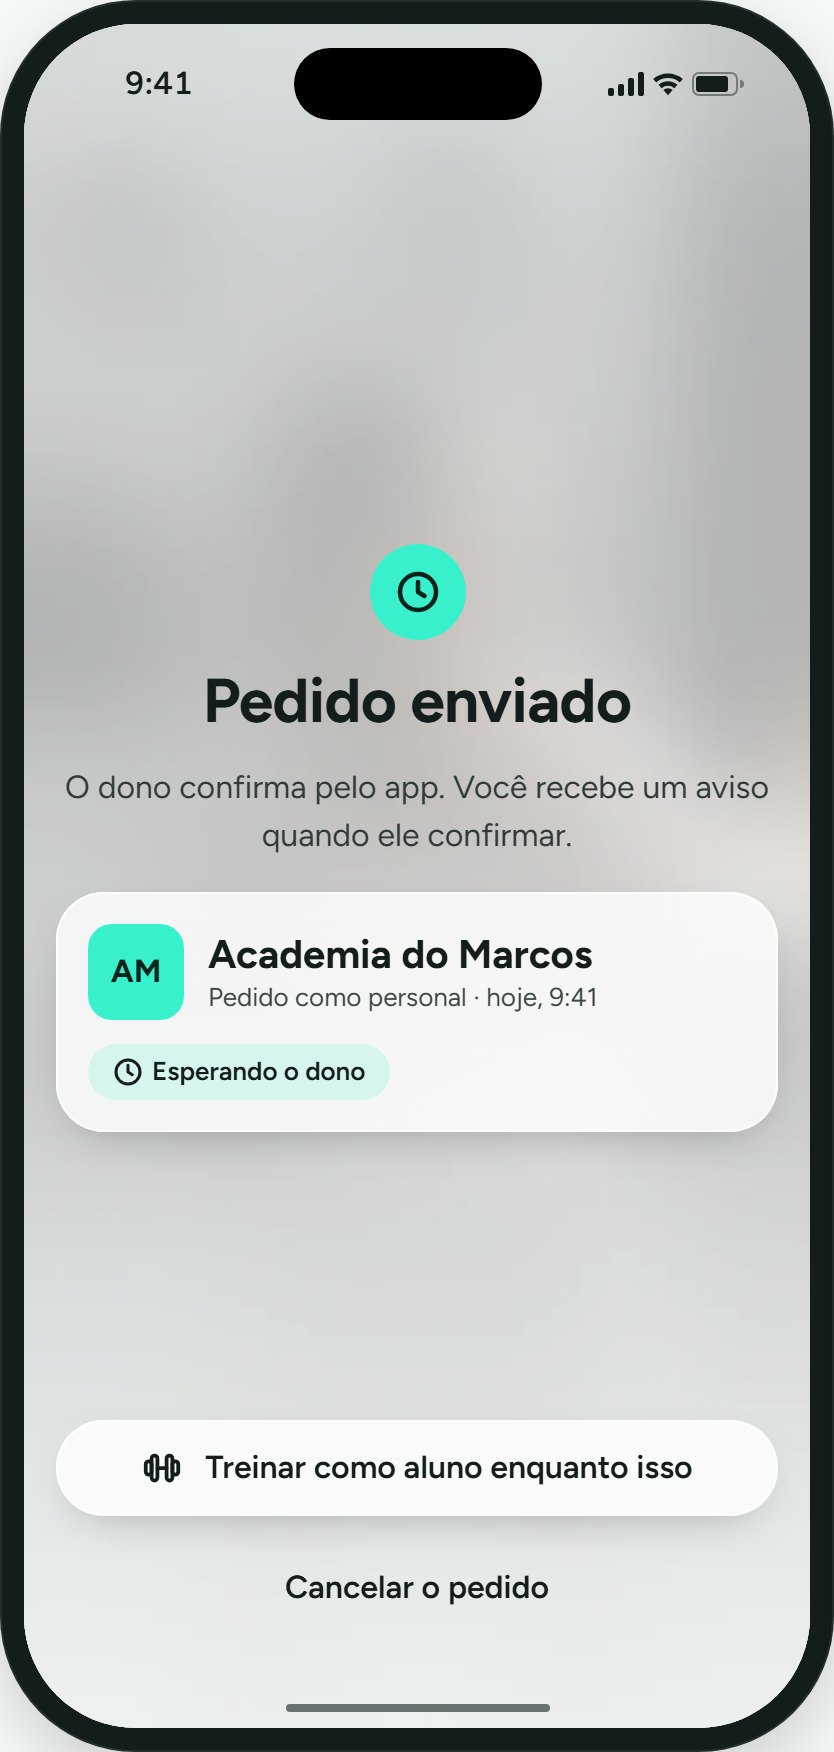 9:41
Pedido enviado
O dono confirma pelo app. Você recebe um aviso
quando ele confirmar.
AM
Academia do Marcos
Pedido como personal · hoje, 9:41
Esperando o dono
Treinar como aluno enquanto isso
Cancelar o pedido